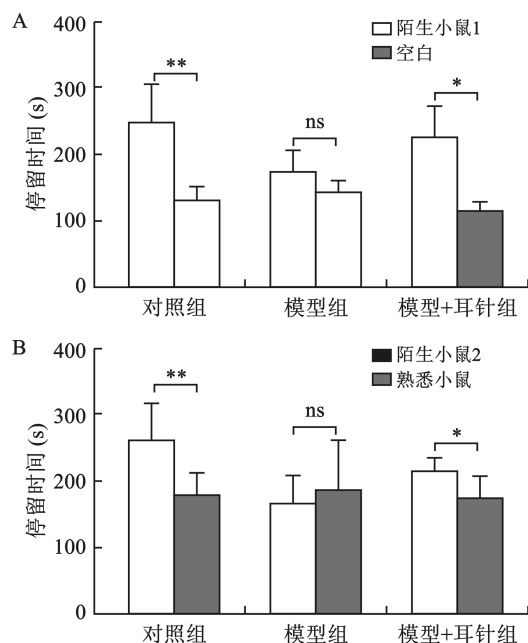 A
400
陌生小鼠1
空白
300
**
*
ns
200
100
0
停留时间(s)
对照组
模型组
模型+耳针组
B
400
陌生小鼠2
熟悉小鼠
300
**
ns
*
200
100
0
停留时间(s)
对照组
模型组
模型+耳针组